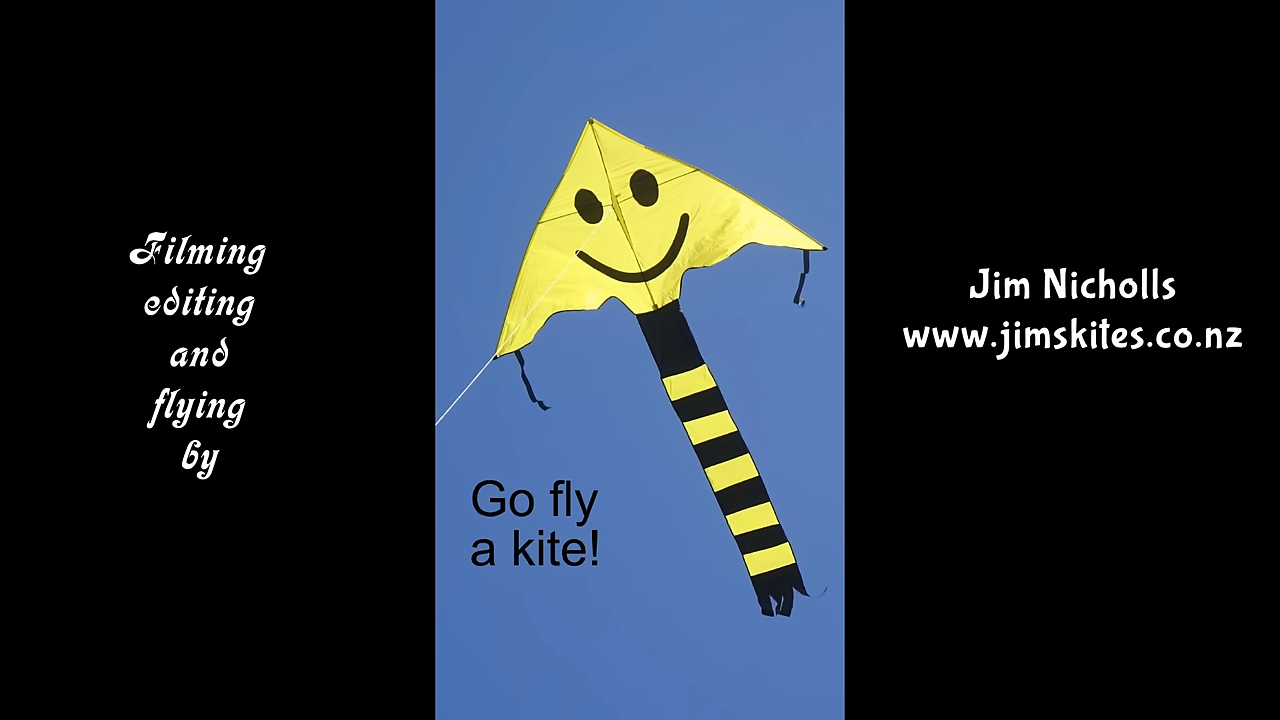 Filming
editing
and
flying
by
Go fly
a kite!
Jim Nicholls
www.jimskites.co.nz